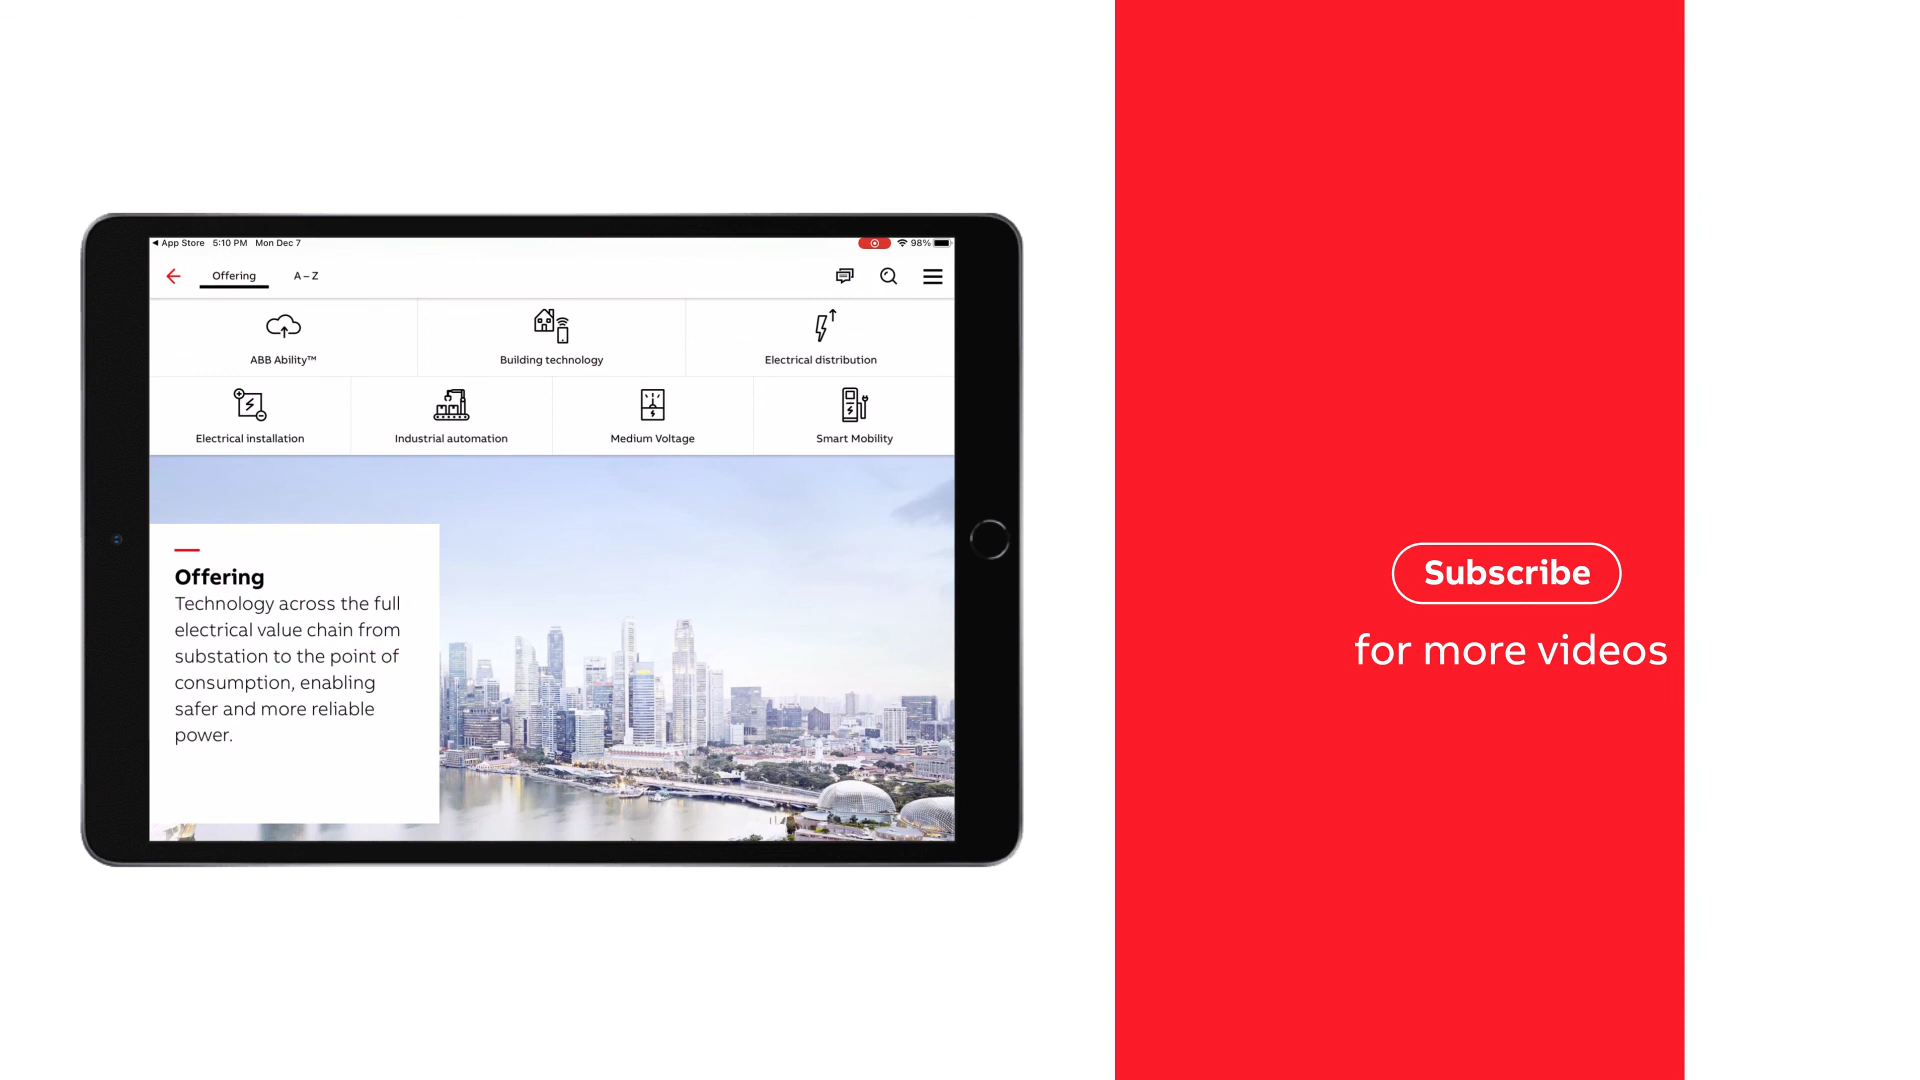 App Store 5:10 PM Mon Dec 7
98%
Offering A – Z
ABB Ability™
Building technology
Electrical distribution
Electrical installation
Industrial automation
Medium Voltage
Smart Mobility
Offering
Technology across the full
electrical value chain from
substation to the point of
consumption, enabling
safer and more reliable
power.
Subscribe
for more videos